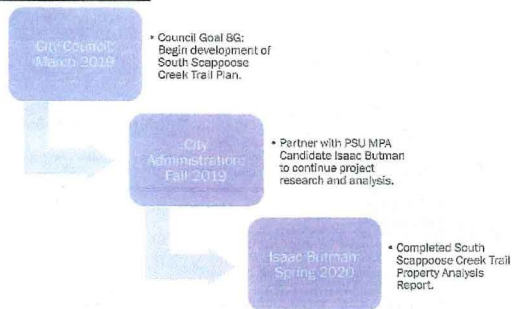 City Council:
March 2019
• Council Goal 8G:
Begin development of
South Scappoose
Creek Trail Plan.
City
Administration:
Fall 2019
• Partner with PSU MPA
Candidate Isaac Butman
to continue project
research and analysis.
Isaac Butman:
Spring 2020
• Completed South
Scappoose Creek Trail
Property Analysis
Report.